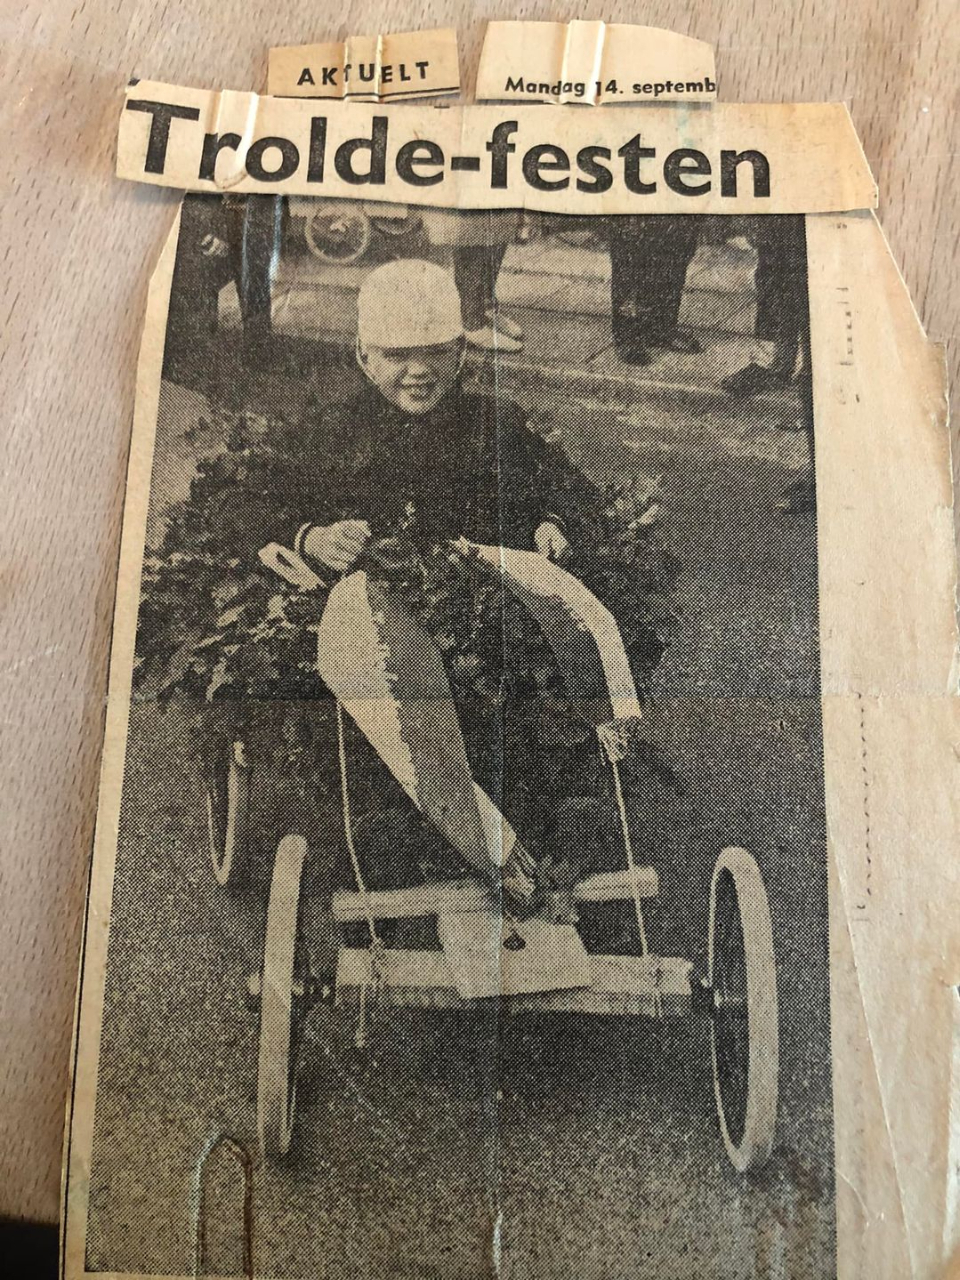 AKTUELT
Mandag 14. septemb
Trolde-festen